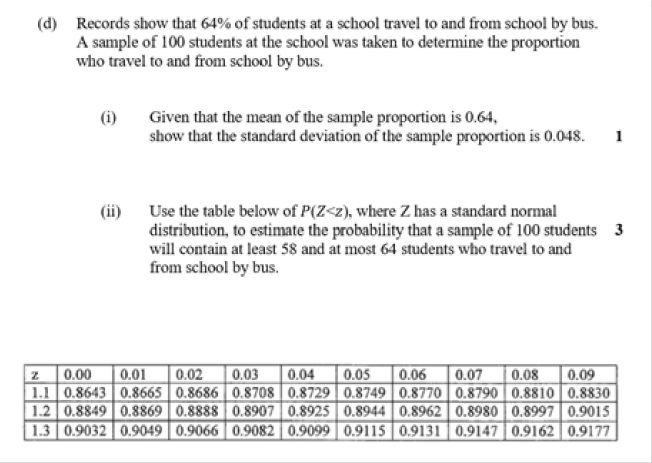 (d) Records show that 64% of students at a school travel to and from school by bus.
A sample of 100 students at the school was taken to determine the proportion
who travel to and from school by bus.
(i) Given that the mean of the sample proportion is 0.64,
show that the standard deviation of the sample proportion is 0.048. 1
(ii) Use the table below of P(Z<z), where Z has a standard normal
distribution, to estimate the probability that a sample of 100 students 3
will contain at least 58 and at most 64 students who travel to and
from school by bus.
z 0.00 0.01 0.02 0.03 0.04 0.05 0.06 0.07 0.08 0.09
1.1 0.8643 0.8665 0.8686 0.8708 0.8729 0.8749 0.8770 0.8790 0.8810 0.8830
1.2 0.8849 0.8869 0.8888 0.8907 0.8925 0.8944 0.8962 0.8980 0.8997 0.9015
1.3 0.9032 0.9049 0.9066 0.9082 0.9099 0.9115 0.9131 0.9147 0.9162 0.9177